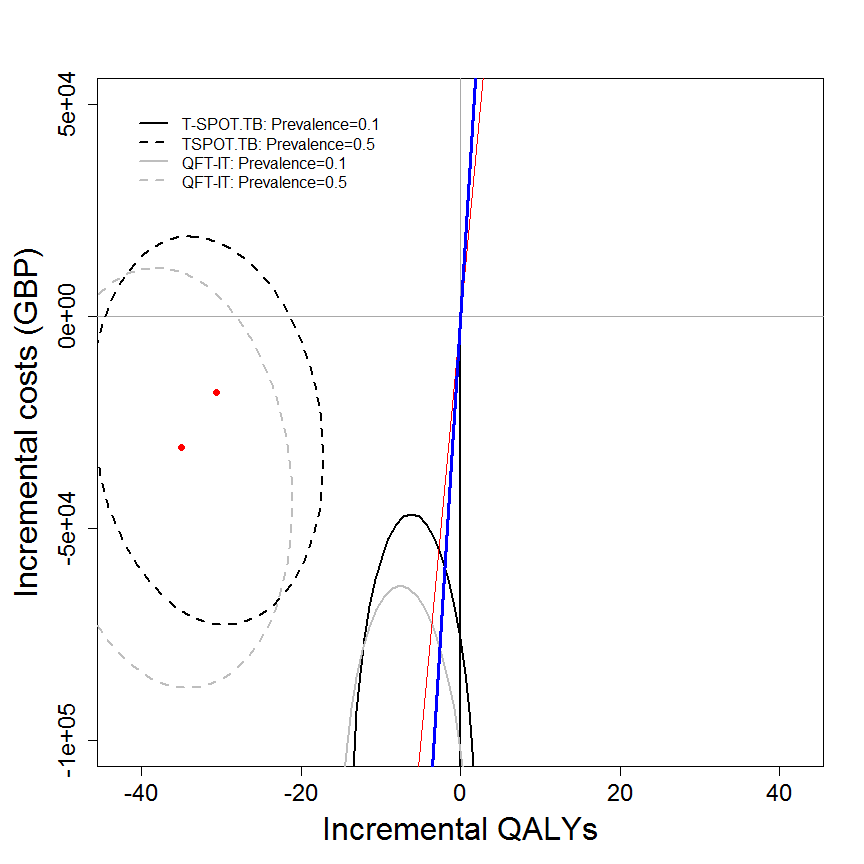 T-SPOT.TB: Prevalence=0.1
TSPOT.TB: Prevalence=0.5
QFT-IT: Prevalence=0.1
QFT-IT: Prevalence=0.5
Incremental costs (GBP)
5e+04
0e+00
-5e+04
-1e+05
-40 -20 0 20 40
Incremental QALYs